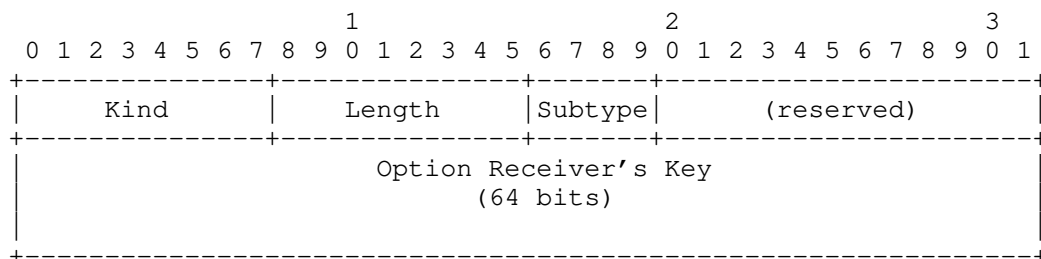 1 2 3
0 1 2 3 4 5 6 7 8 9 0 1 2 3 4 5 6 7 8 9 0 1 2 3 4 5 6 7 8 9 0 1
Kind Length Subtype (reserved)
Option Receiver's Key
(64 bits)